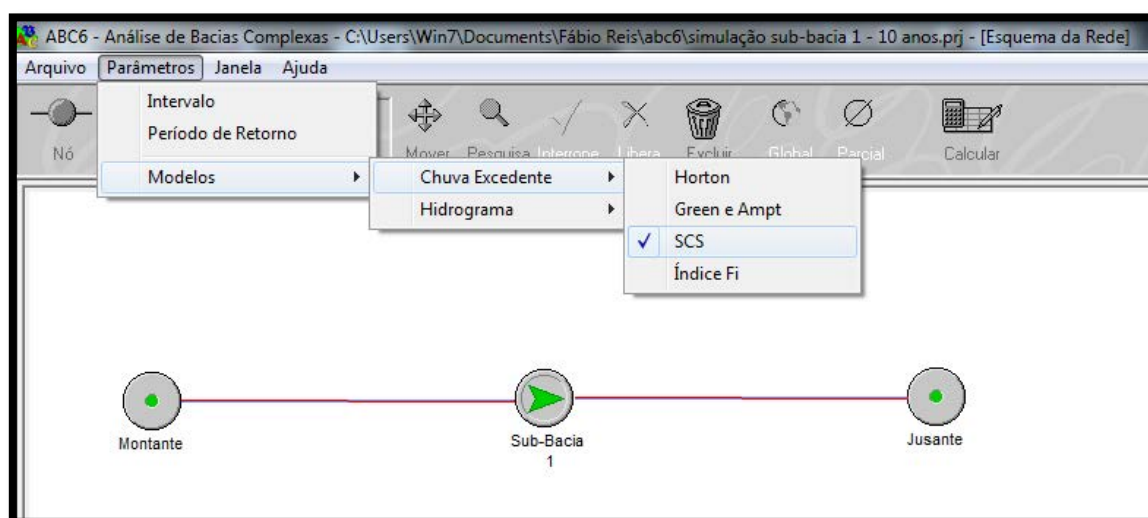 ABC6 - Análise de Bacias Complexas - C:\Users\Win7\Documents\Fábio Reis\abc6\simulação sub-bacia 1 - 10 anos.prj - [Esquema da Rede]
Arquivo Parâmetros Janela Ajuda
Intervalo
Período de Retorno
Modelos
Nó
Mover Pesquisa Interrone Libera Excluir Global Parcial Calcular
Chuva Excedente
Hidrograma
Horton
Green e Ampt
SCS
Índice Fi
Montante
Sub-Bacia
1
Jusante